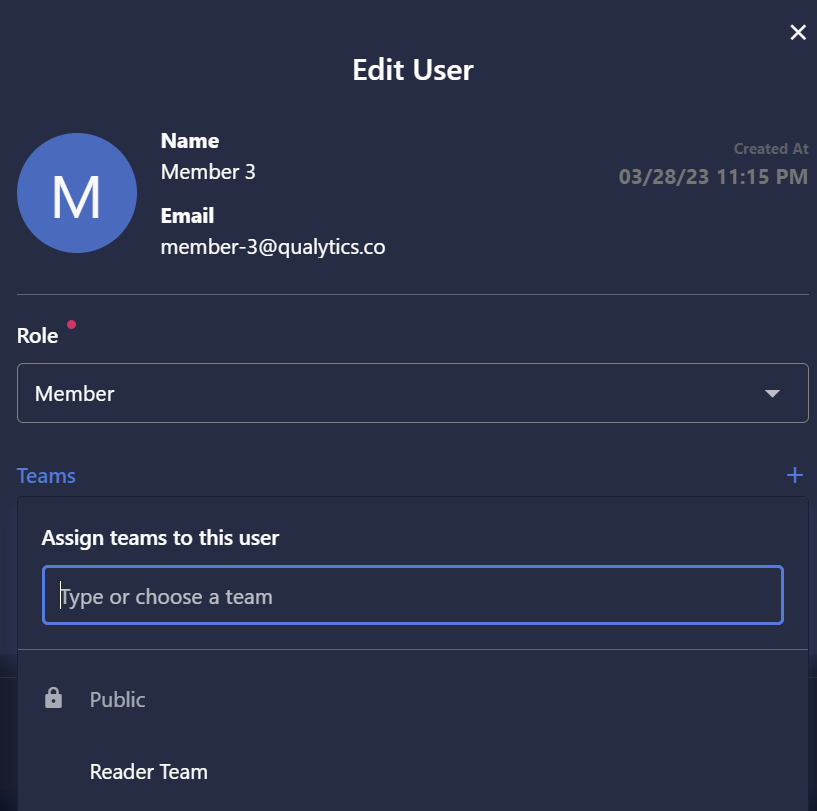 Edit User
M
Name
Member 3
Email
member-3@qualytics.co
Created At
03/28/23 11:15 PM
Role
Member
Teams
Assign teams to this user
Type or choose a team
Public
Reader Team